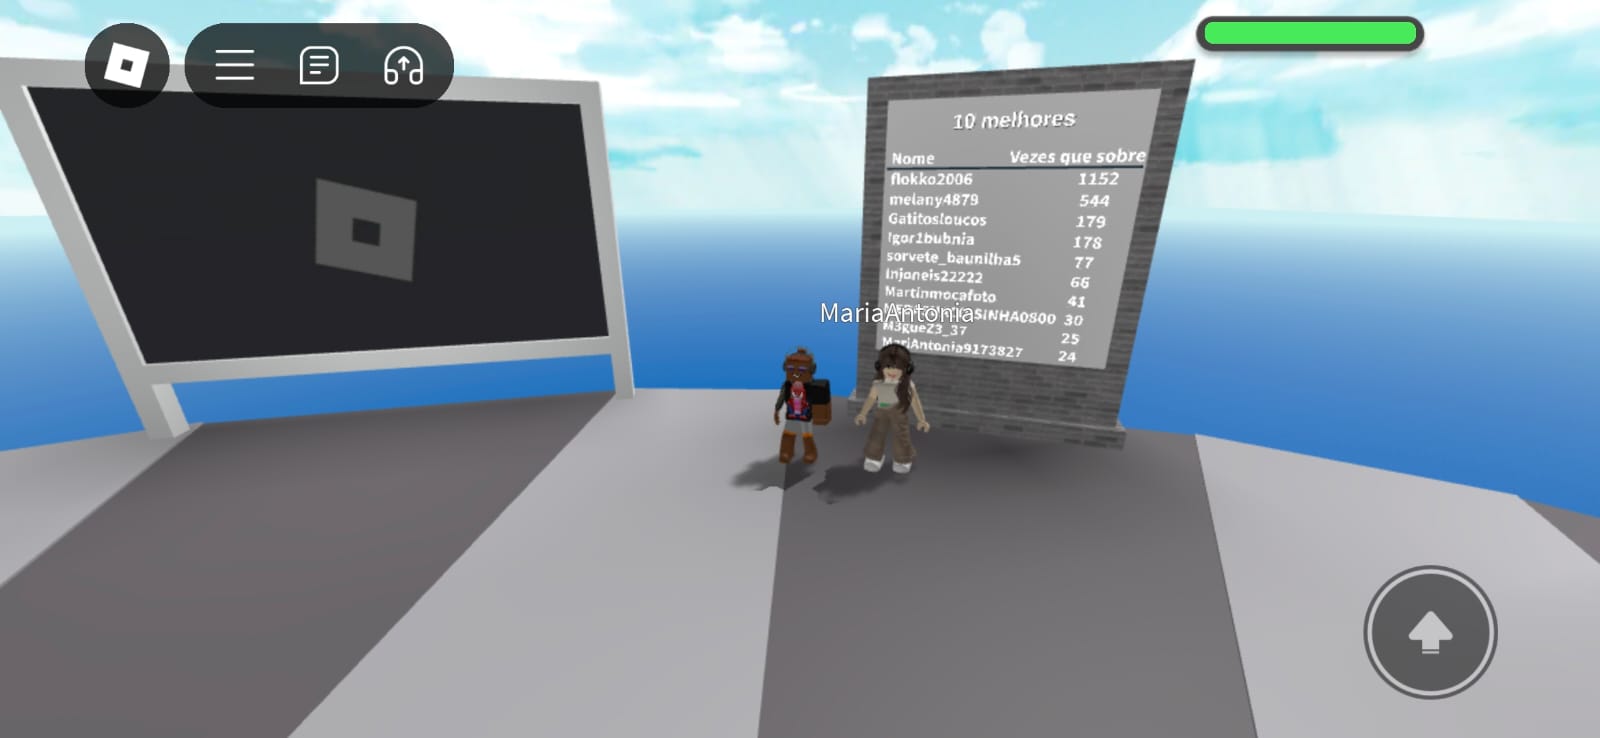 10 melhores
Nome Vezes que sobre
flokko2006 1152
melany4879 544
Gatitosloucos 179
Igor1bubnia 178
sorvete_baunilha5 77
Injoneis22222 66
Martinmocafoto 41
SINHA0800 30
MariaAntonia
M3gueZ3_37 25
MariAntonia9173827 24